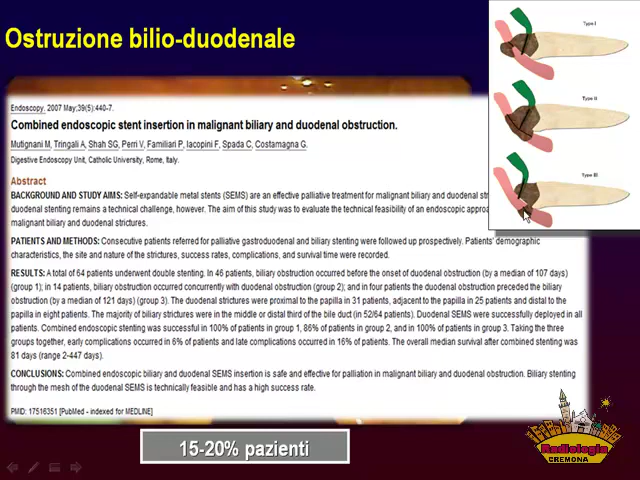 Ostruzione bilio-duodenale
Type I
Type II
Type III
Endoscopy. 2007 May;39(5):440-7.
Combined endoscopic stent insertion in malignant biliary and duodenal obstruction.
Mutignani M, Tringali A, Shah SG, Perri V, Familiari P, Iacopini F, Spada C, Costamagna G.
Digestive Endoscopy Unit, Catholic University, Rome, Italy.
Abstract
BACKGROUND AND STUDY AIMS: Self-expandable metal stents (SEMS) are an effective palliative treatment for malignant biliary and duodenal
duodenal stenting remains a technical challenge, however. The aim of this study was to evaluate the technical feasibility of an endoscopic
malignant biliary and duodenal strictures.
PATIENTS AND METHODS: Consecutive patients referred for palliative gastroduodenal and biliary stenting were followed up prospectively. Patients' demographic
characteristics, the site and nature of the strictures, success rates, complications, and survival time were recorded.
RESULTS: A total of 64 patients underwent double stenting. In 46 patients, biliary obstruction occurred before the onset of duodenal obstruction (by a median of 107 days)
(group 1); in 14 patients, biliary obstruction occurred concurrently with duodenal obstruction (group 2); and in four patients the duodenal obstruction preceded the biliary
obstruction (by a median of 121 days) (group 3). The duodenal strictures were proximal to the papilla in 31 patients, adjacent to the papilla in 25 patients and distal to the
papilla in eight patients. The majority of biliary strictures were in the middle or distal third of the bile duct (in 52/64 patients). Duodenal SEMS were successfully deployed in all
patients. Combined endoscopic stenting was successful in 100% of patients in group 1, 86% of patients in group 2, and in 100% of patients in group 3. Taking the three
groups together, early complications occurred in 6% of patients and late complications occurred in 16% of patients. The overall median survival after combined stenting was
81 days (range 2-447 days).
CONCLUSIONS: Combined endoscopic biliary and duodenal SEMS insertion is safe and effective for palliation in malignant biliary and duodenal obstruction. Biliary stenting
through the mesh of the duodenal SEMS is technically feasible and has a high success rate.
PMID: 17516351 [PubMed - indexed for MEDLINE]
15-20% pazienti
Radiologia
CREMONA